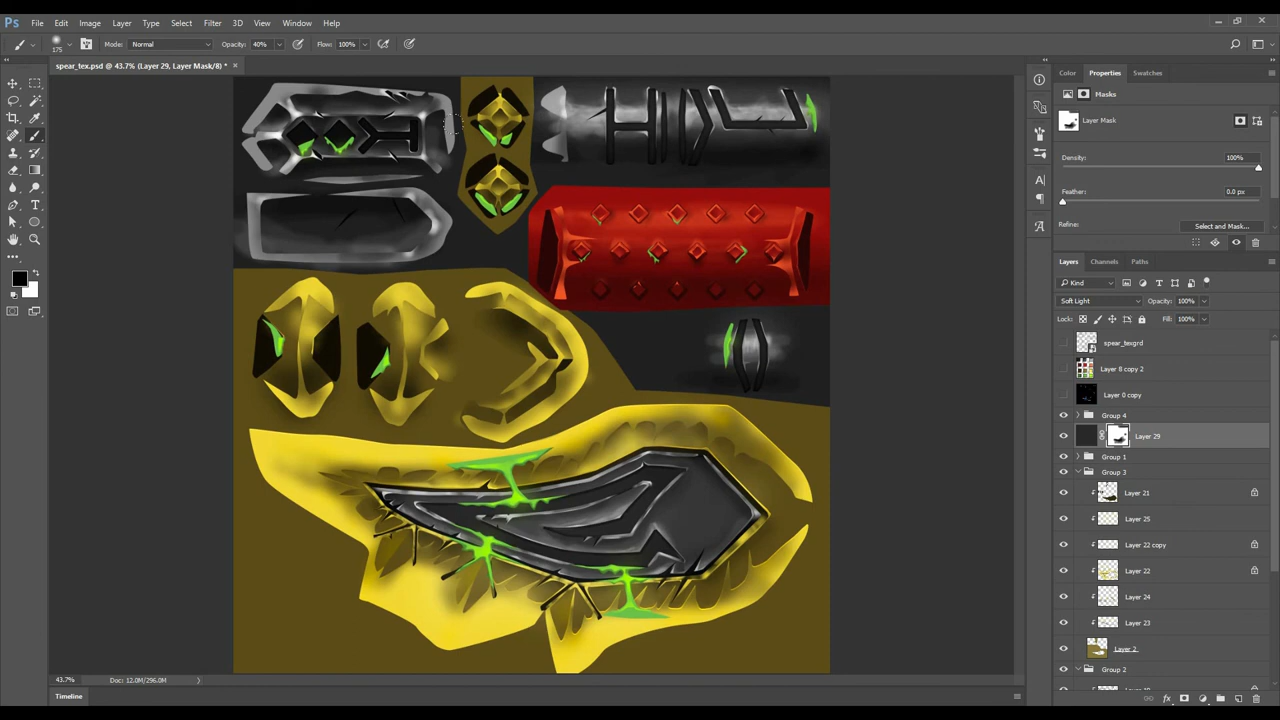 Ps File Edit Image Layer Type Select Filter 3D View Window Help
175 Mode: Normal Opacity: 40% Flow: 100%
spear_tex.psd @ 43.7% (Layer 29, Layer Mask/8) * ×
Color Properties Swatches
Masks
Layer Mask
Density: 100%
Feather: 0.0 px
Refine: Select and Mask...
Layers Channels Paths
Kind
Soft Light Opacity: 100%
Lock: Fill: 100%
spear_texgrd
Layer 8 copy 2
Layer 0 copy
Group 4
Layer 29
Group 1
Group 3
Layer 21
Layer 25
Layer 22 copy
Layer 22
Layer 24
Layer 23
Layer 2
Group 2
43.7% Doc: 12.0M/296.0M
Timeline